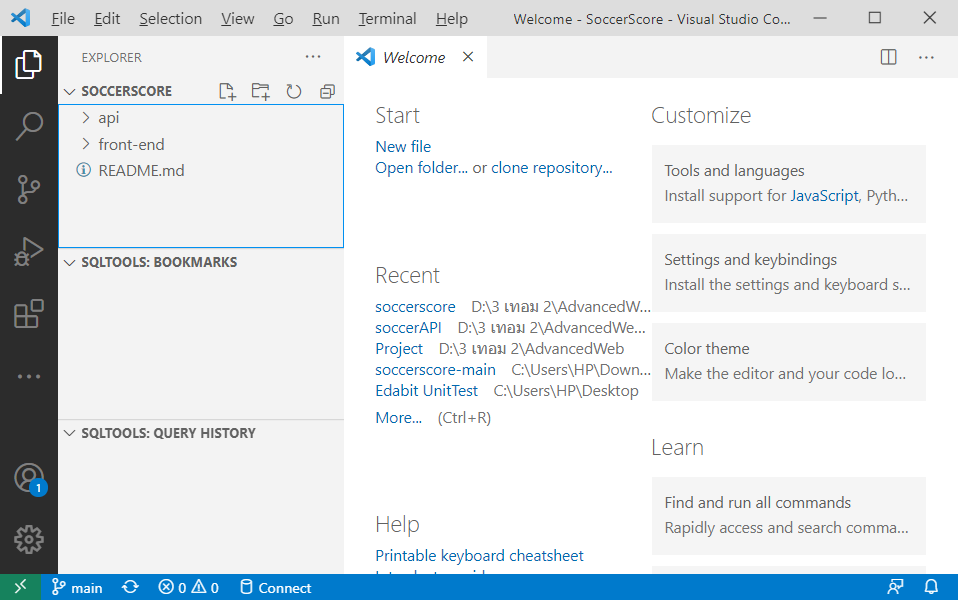 File Edit Selection View Go Run Terminal Help Welcome - SoccerScore - Visual Studio Co...
EXPLORER
SOCCERSCORE
api
front-end
README.md
SQLTOOLS: BOOKMARKS
SQLTOOLS: QUERY HISTORY
1
Welcome
Start
New file
Open folder... or clone repository...
Recent
soccerscore D:\3 เทอม 2\AdvancedW...
soccerAPI D:\3 เทอม 2\AdvancedWe...
Project D:\3 เทอม 2\AdvancedWeb
soccerscore-main C:\Users\HP\Down...
Edabit UnitTest C:\Users\HP\Desktop
More... (Ctrl+R)
Help
Printable keyboard cheatsheet
Customize
Tools and languages
Install support for JavaScript, Pyth...
Settings and keybindings
Install the settings and keyboard s...
Color theme
Make the editor and your code lo...
Learn
Find and run all commands
Rapidly access and search comma...
main 0 0 Connect